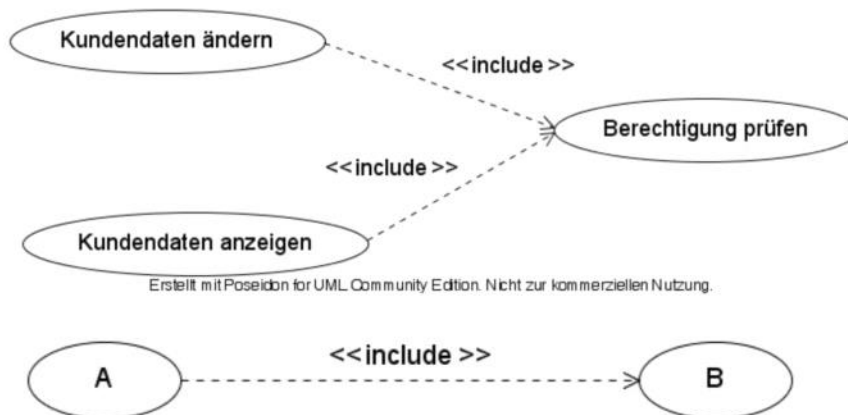 Kundendaten ändern
<<include>>
Berechtigung prüfen
<<include>>
Kundendaten anzeigen
Erstellt mit Poseidon for UML Community Edition. Nicht zur kommerziellen Nutzung.
<<include>>
A
B